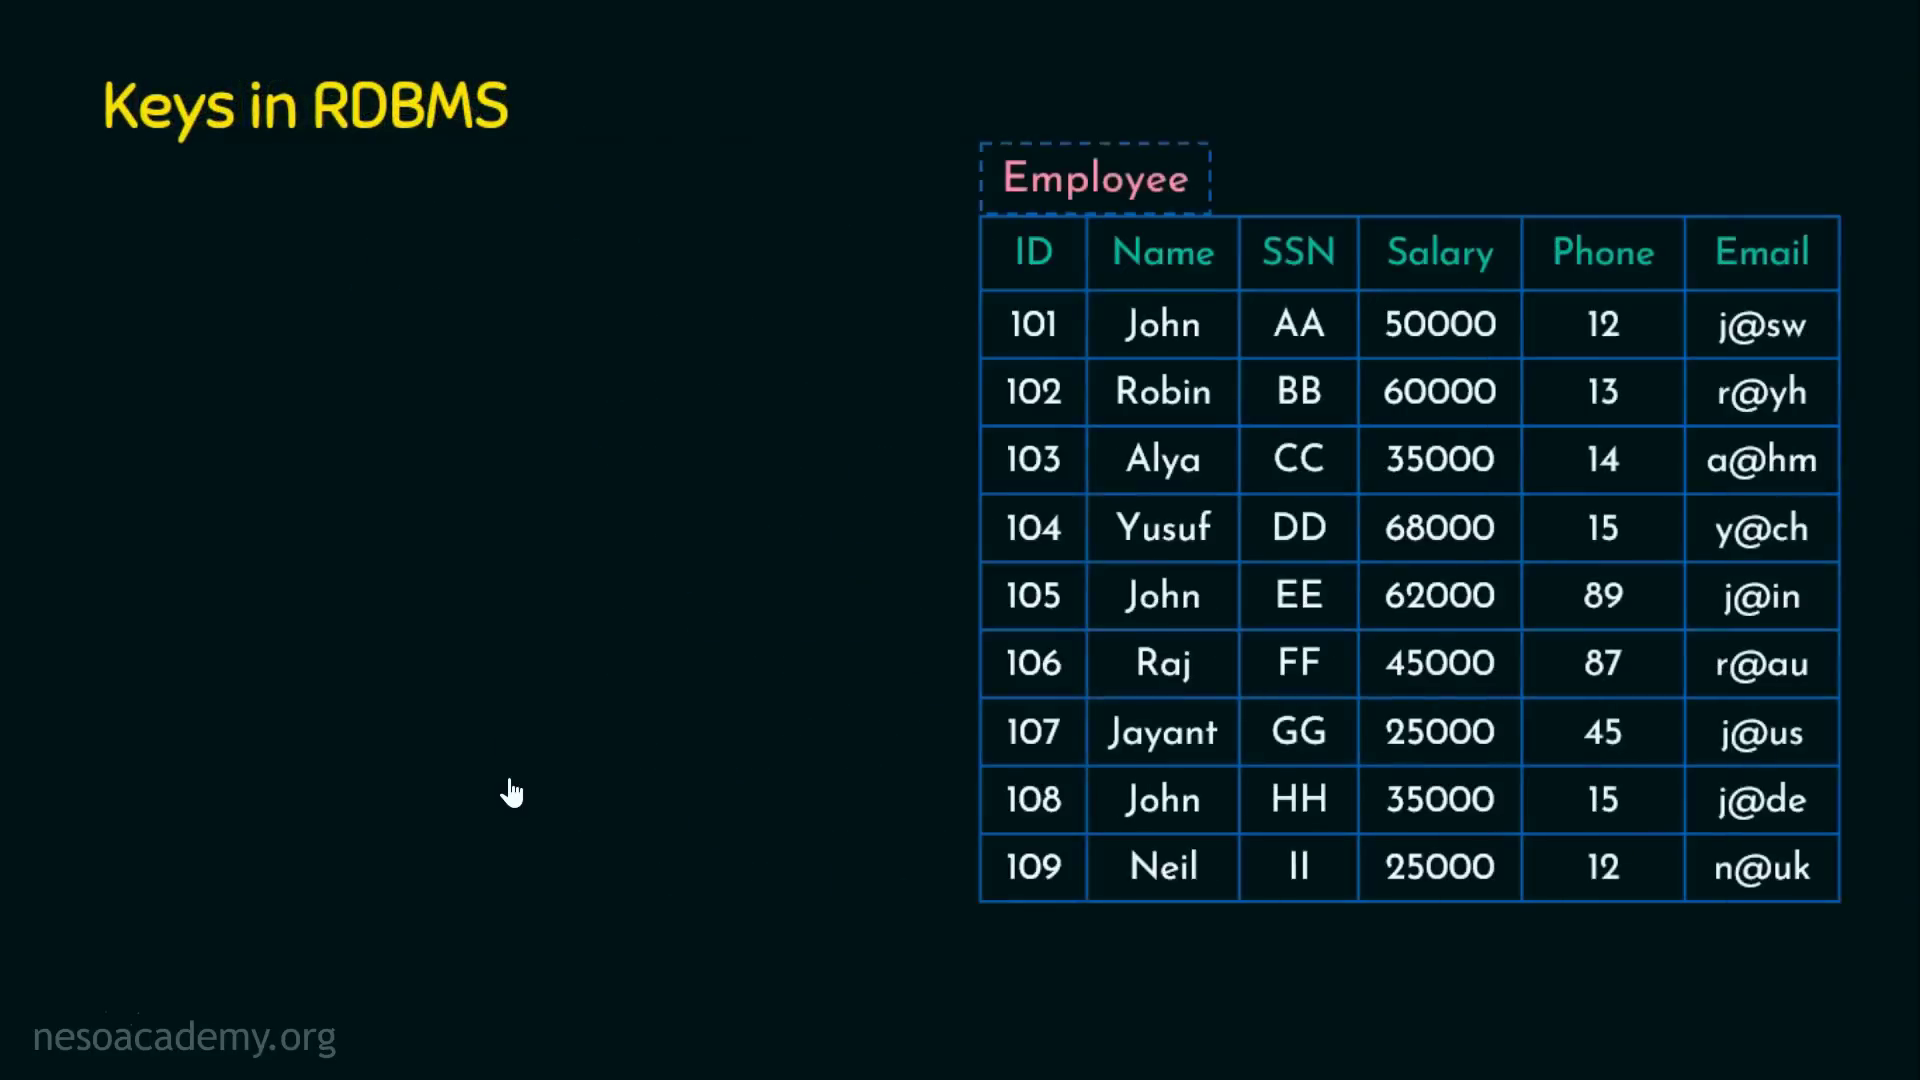 Keys in RDBMS
Employee
ID Name SSN Salary Phone Email
101 John AA 50000 12 j@sw
102 Robin BB 60000 13 r@yh
103 Alya CC 35000 14 a@hm
104 Yusuf DD 68000 15 y@ch
105 John EE 62000 89 j@in
106 Raj FF 45000 87 r@au
107 Jayant GG 25000 45 j@us
108 John HH 35000 15 j@de
109 Neil II 25000 12 n@uk
nesoacademy.org